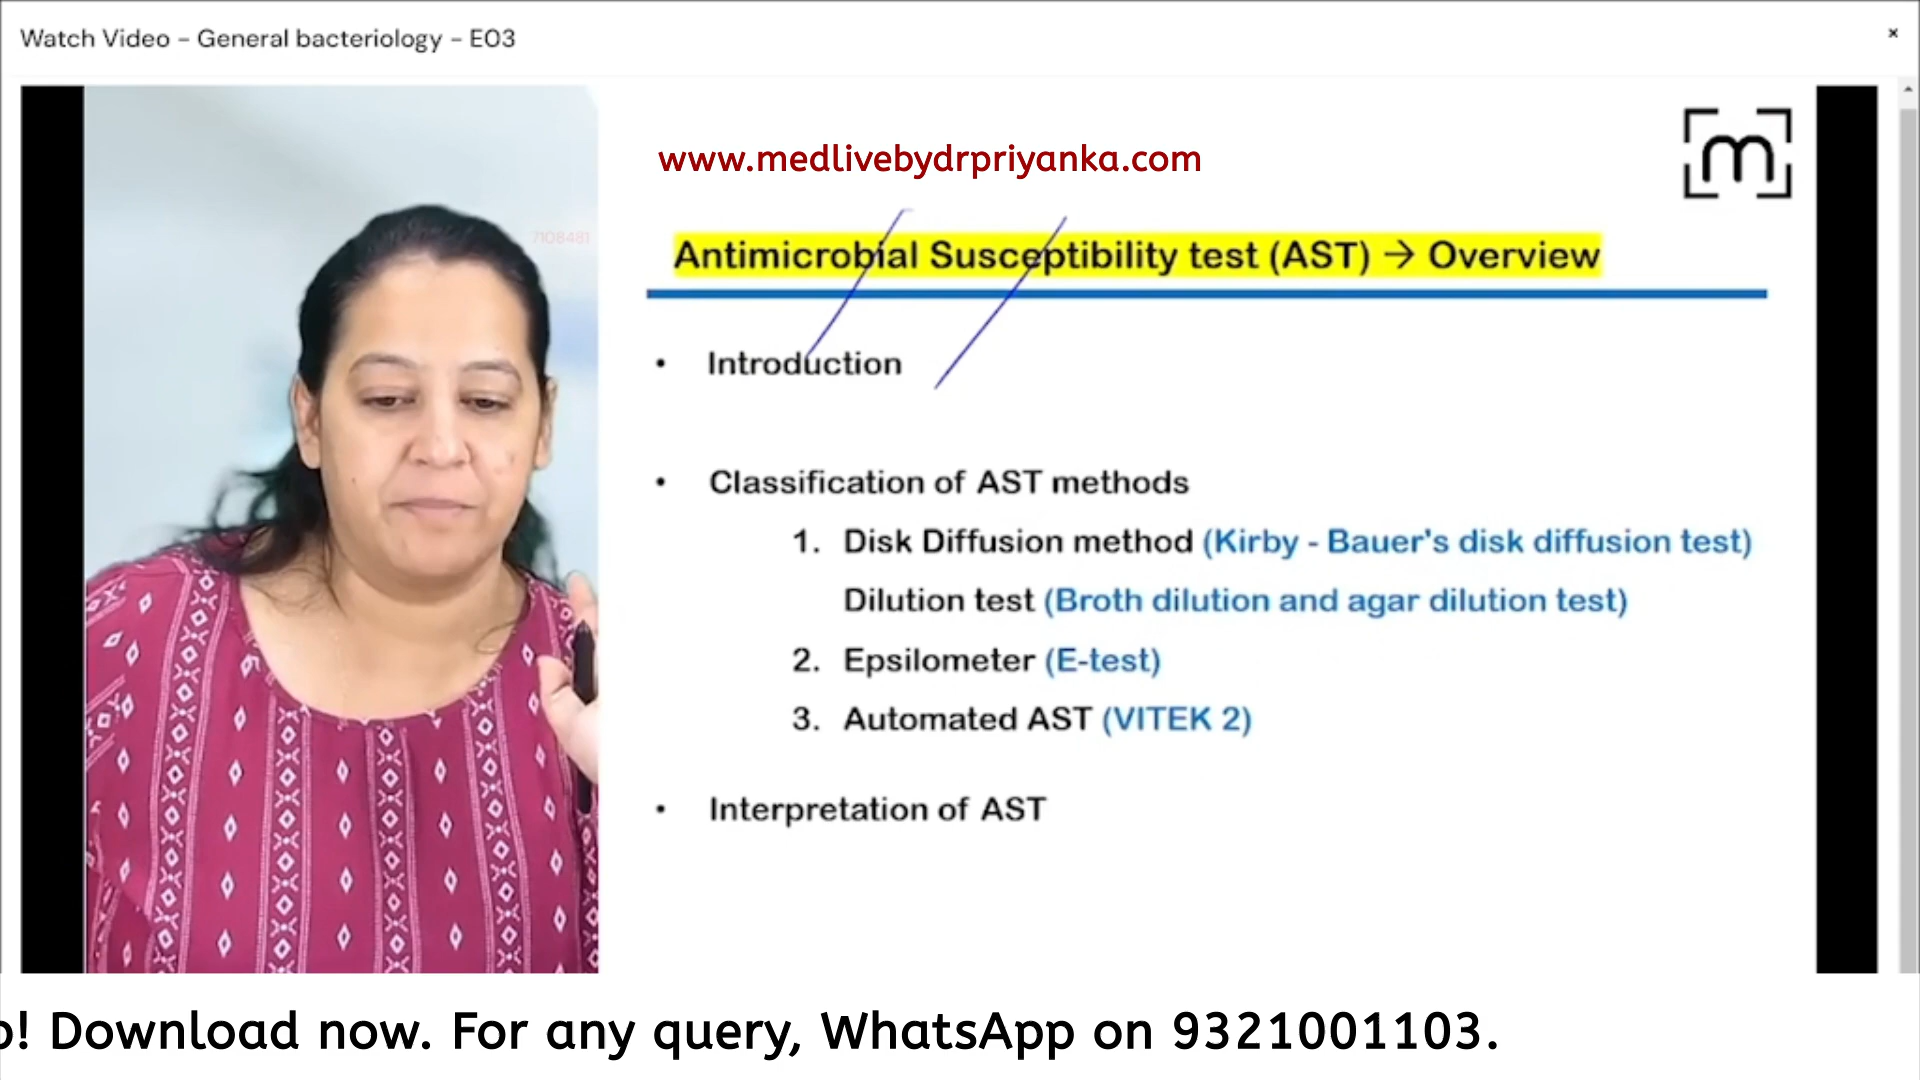 Watch Video – General bacteriology – E03
×
www.medlivebydrpriyanka.com
m
7108481
Antimicrobial Susceptibility test (AST) → Overview
• Introduction
• Classification of AST methods
1. Disk Diffusion method (Kirby - Bauer's disk diffusion test)
Dilution test (Broth dilution and agar dilution test)
2. Epsilometer (E-test)
3. Automated AST (VITEK 2)
• Interpretation of AST
! Download now. For any query, WhatsApp on 9321001103.